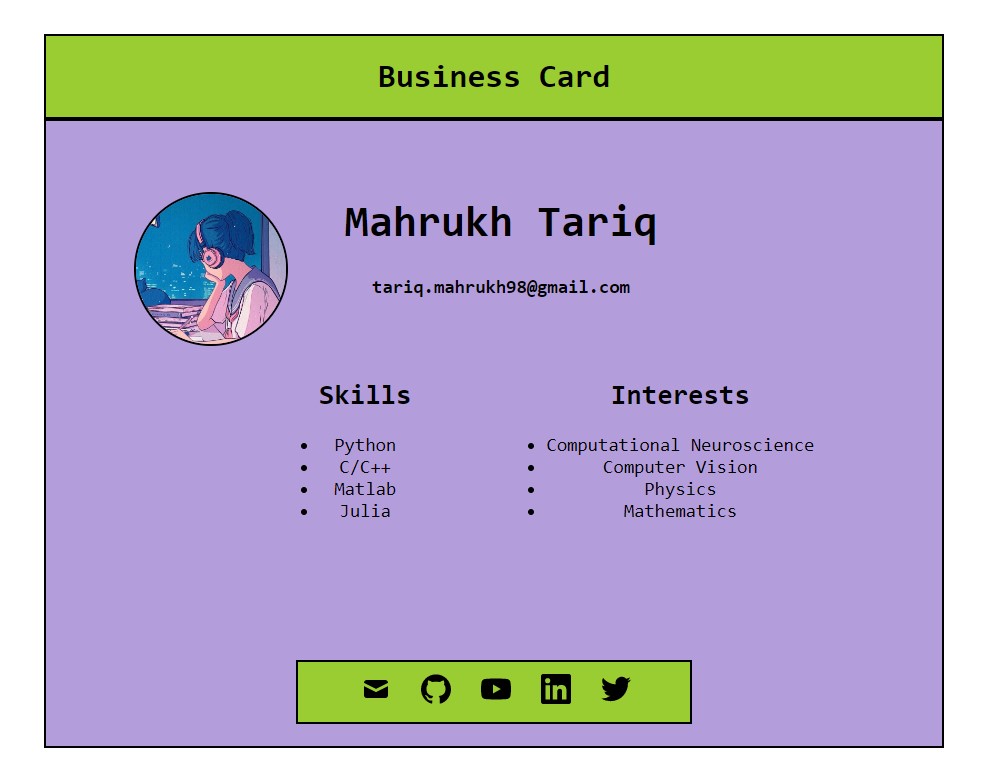 Business Card
Mahrukh Tariq
tariq.mahrukh98@gmail.com
Skills
• Python
• C/C++
• Matlab
• Julia
Interests
• Computational Neuroscience
• Computer Vision
• Physics
• Mathematics
in